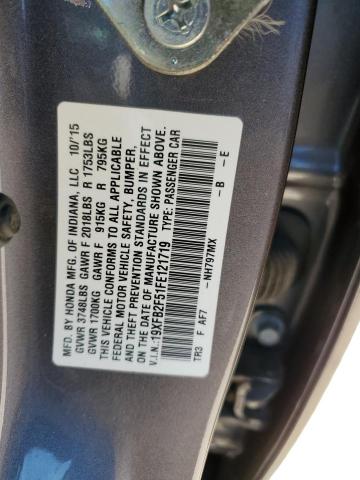 MFD. BY HONDA MFG. OF INDIANA, LLC 10/'15
GVWR 3748LBS GAWR F 2018LBS R 1753LBS
GVWR 1700KG GAWR F 915KG R 795KG
THIS VEHICLE CONFORMS TO ALL APPLICABLE
FEDERAL MOTOR VEHICLE SAFETY, BUMPER,
AND THEFT PREVENTION STANDARDS IN EFFECT
ON THE DATE OF MANUFACTURE SHOWN ABOVE.
V.I.N.:19XFB2F51FE121719 TYPE: PASSENGER CAR
TR3 F AF7 – NH797MX – B – E